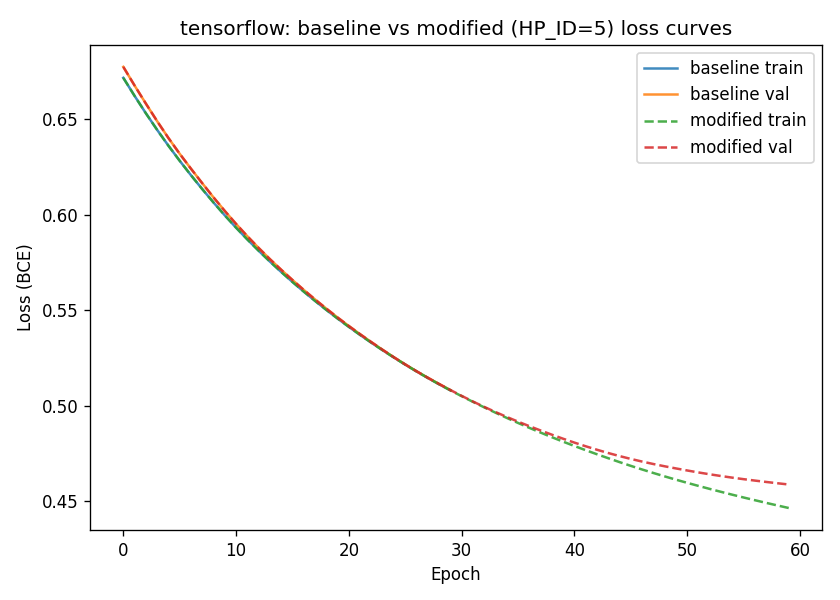 tensorflow: baseline vs modified (HP_ID=5) loss curves
baseline train
baseline val
modified train
modified val
Loss (BCE)
0.65
0.60
0.55
0.50
0.45
0 10 20 30 40 50 60
Epoch